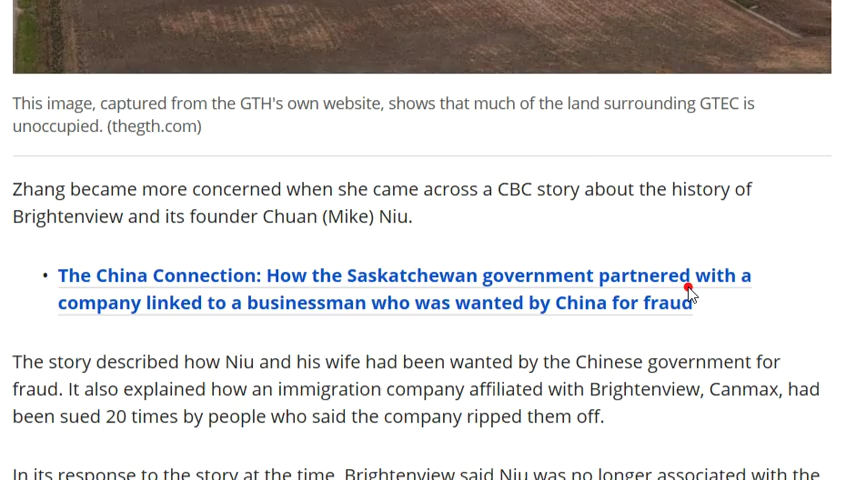 This image, captured from the GTH's own website, shows that much of the land surrounding GTEC is
unoccupied. (thegth.com)
Zhang became more concerned when she came across a CBC story about the history of
Brightenview and its founder Chuan (Mike) Niu.
• The China Connection: How the Saskatchewan government partnered with a
company linked to a businessman who was wanted by China for fraud
The story described how Niu and his wife had been wanted by the Chinese government for
fraud. It also explained how an immigration company affiliated with Brightenview, Canmax, had
been sued 20 times by people who said the company ripped them off.
In its response to the story at the time, Brightenview said Niu was no longer associated with the